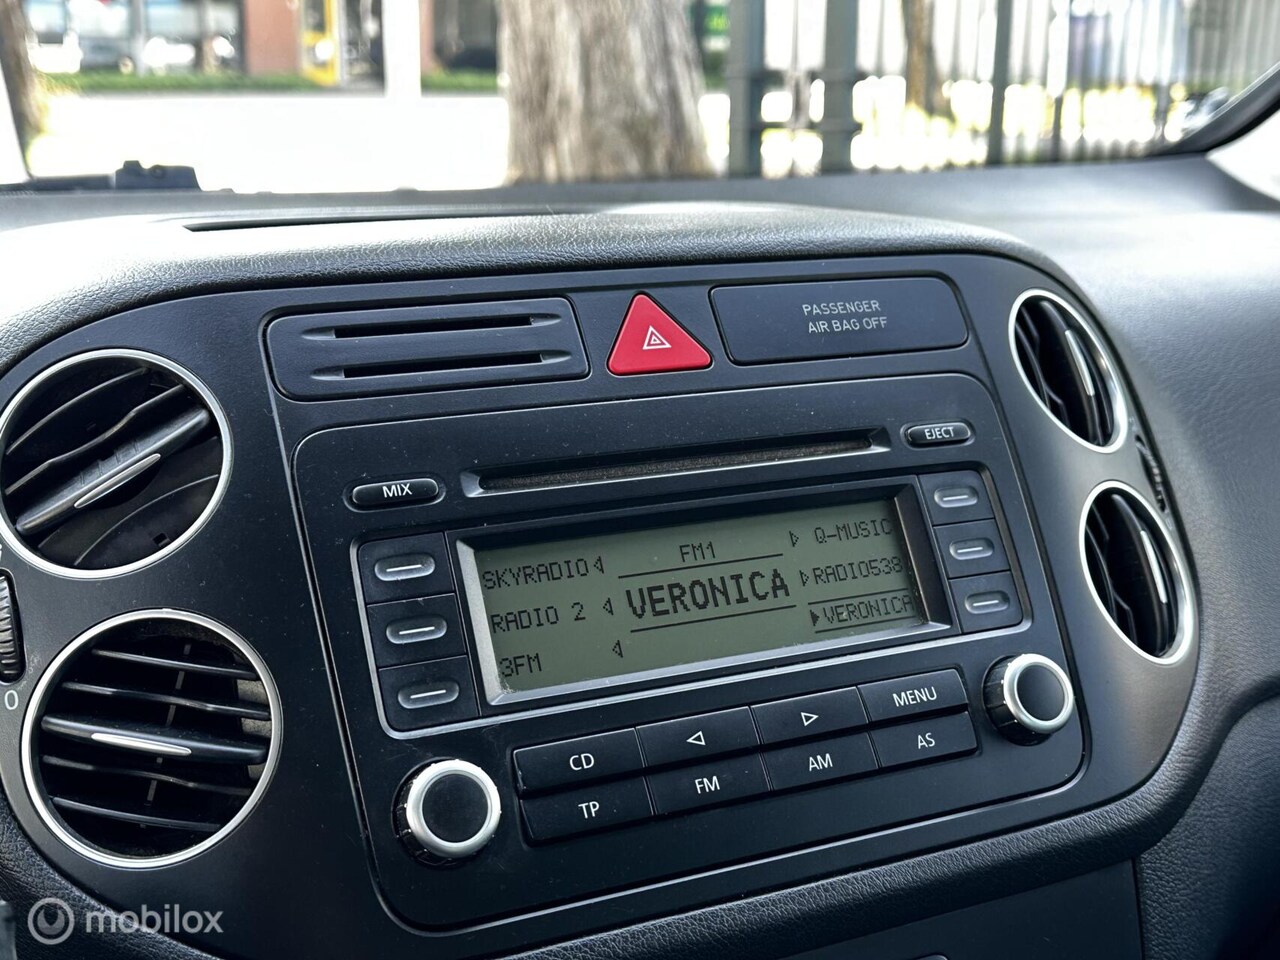 PASSENGER
AIR BAG OFF
EJECT
MIX
SKYRADIO
FM1
Q-MUSIC
RADIO 2
VERONICA
RADIO538
3FM
VERONICA
CD
MENU
TP
FM
AM
AS
0
mobilox